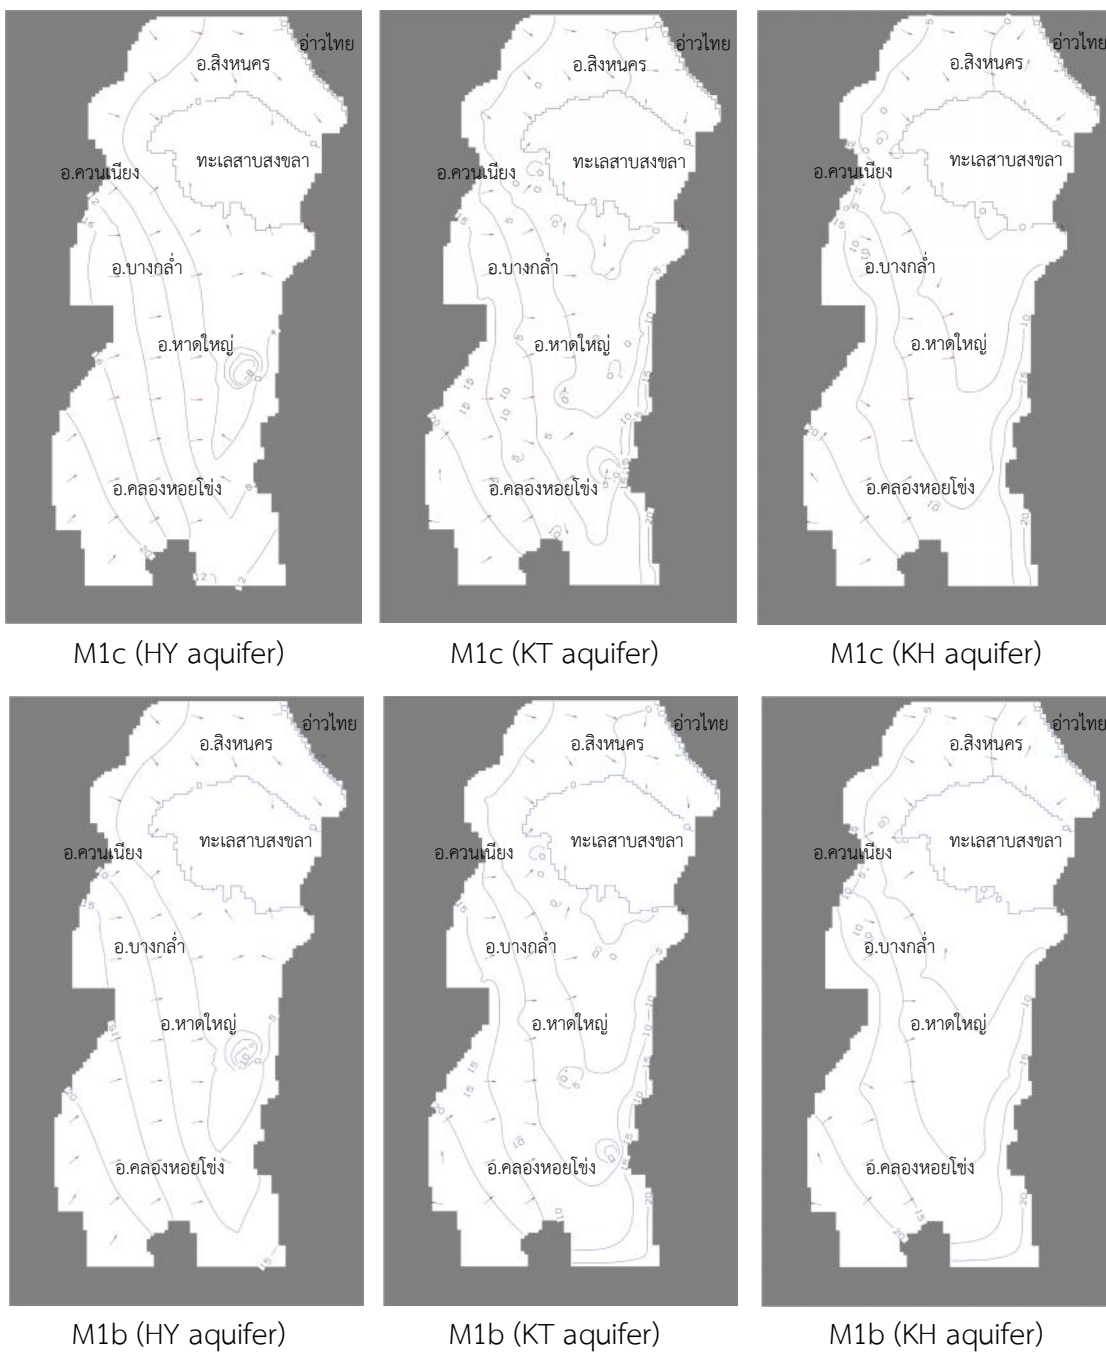 อ่าวไทย
อ.สิงหนคร
ทะเลสาบสงขลา
อ.ควนเนียง
อ.บางกล่ำ
อ.หาดใหญ่
อ.คลองหอยโข่ง
M1c (HY aquifer)
อ่าวไทย
อ.สิงหนคร
ทะเลสาบสงขลา
อ.ควนเนียง
อ.บางกล่ำ
อ.หาดใหญ่
อ.คลองหอยโข่ง
M1c (KT aquifer)
อ่าวไทย
อ.สิงหนคร
ทะเลสาบสงขลา
อ.ควนเนียง
อ.บางกล่ำ
อ.หาดใหญ่
อ.คลองหอยโข่ง
M1c (KH aquifer)
อ่าวไทย
อ.สิงหนคร
ทะเลสาบสงขลา
อ.ควนเนียง
อ.บางกล่ำ
อ.หาดใหญ่
อ.คลองหอยโข่ง
M1b (HY aquifer)
อ่าวไทย
อ.สิงหนคร
ทะเลสาบสงขลา
อ.ควนเนียง
อ.บางกล่ำ
อ.หาดใหญ่
อ.คลองหอยโข่ง
M1b (KT aquifer)
อ่าวไทย
อ.สิงหนคร
ทะเลสาบสงขลา
อ.ควนเนียง
อ.บางกล่ำ
อ.หาดใหญ่
อ.คลองหอยโข่ง
M1b (KH aquifer)